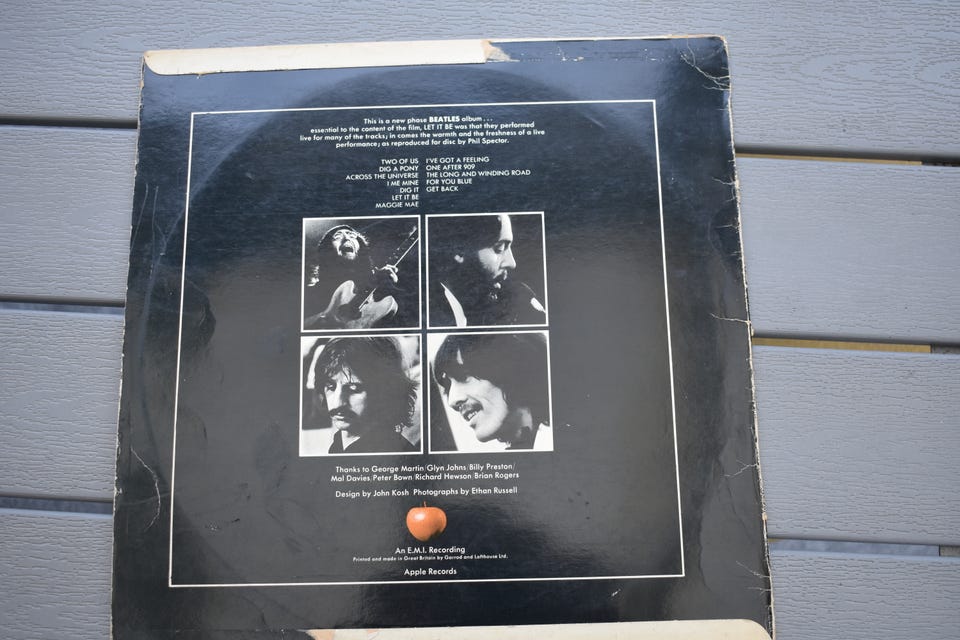 This is a new phase BEATLES album . . .
essential to the content of the film, LET IT BE was that they performed
live for many of the tracks; in comes the warmth and the freshness of a live
performance; as reproduced for disc by Phil Spector.
TWO OF US
DIG A PONY
ACROSS THE UNIVERSE
I ME MINE
DIG IT
LET IT BE
MAGGIE MAE
I'VE GOT A FEELING
ONE AFTER 909
THE LONG AND WINDING ROAD
FOR YOU BLUE
GET BACK
Thanks to George Martin/Glyn Johns/Billy Preston/
Mal Davies/Peter Bown/Richard Hewson/Brian Rogers
Design by John Kosh Photographs by Ethan Russell
An E.M.I. Recording
Printed and made in Great Britain by Garrod and Lofthouse Ltd.
Apple Records